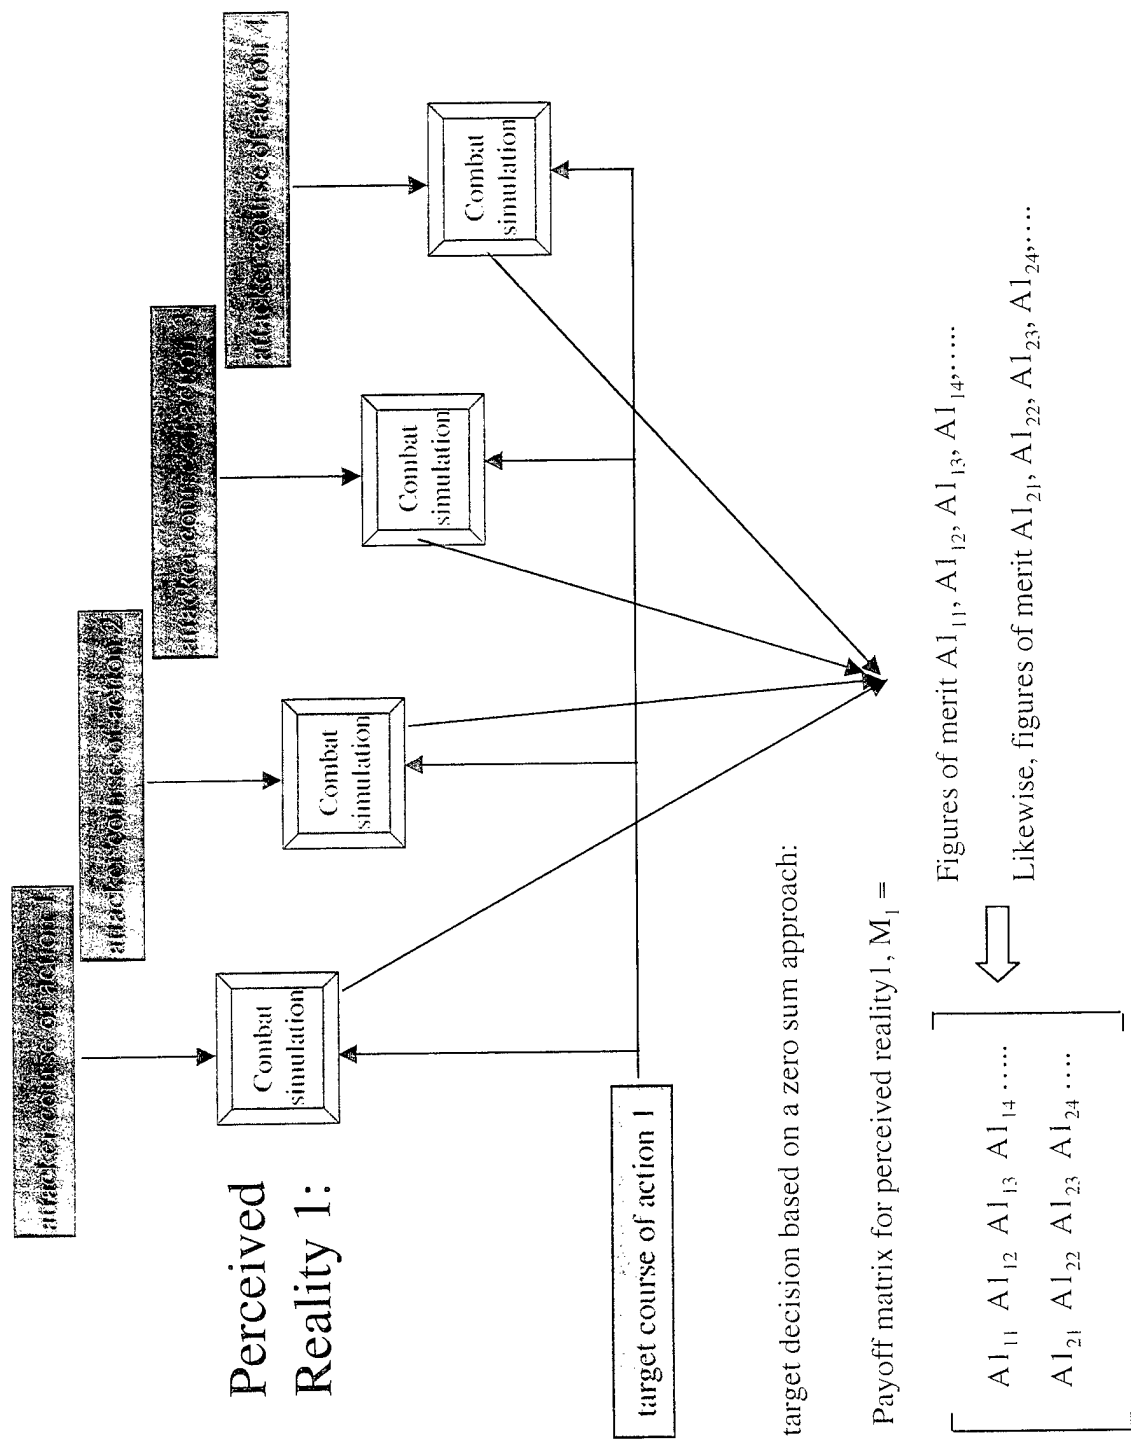 attacker course of action 1
attacker course of action 2
attacker course of action 3
attacker course of action 4
Perceived
Reality 1:
Combat
simulation
Combat
simulation
Combat
simulation
Combat
simulation
target course of action 1
target decision based on a zero sum approach:
Payoff matrix for perceived reality1, M₁ =
Figures of merit A1₁₁, A1₁₂, A1₁₃, A1₁₄,.....
Likewise, figures of merit A1₂₁, A1₂₂, A1₂₃, A1₂₄,....
A1₁₁ A1₁₂ A1₁₃ A1₁₄ .....
A1₂₁ A1₂₂ A1₂₃ A1₂₄ ....